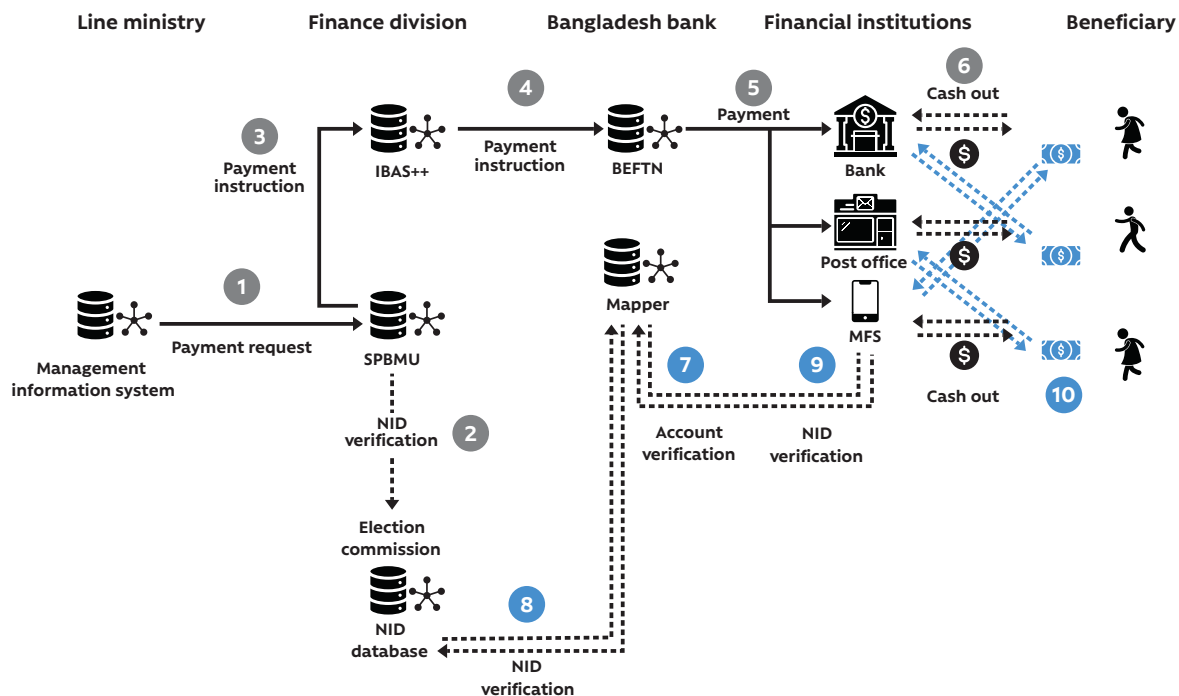 Line ministry
Finance division
Bangladesh bank
Financial institutions
Beneficiary
6
Cash out
4
5
Payment
3
Payment
instruction
IBAS++
Payment
instruction
BEFTN
$
Bank
$
$
Post office
$
$
1
Payment request
Management
information system
SPBMU
Mapper
MFS
$
$
Cash out
10
7
9
NID
verification
2
Account
verification
NID
verification
Election
commission
NID
database
8
NID
verification